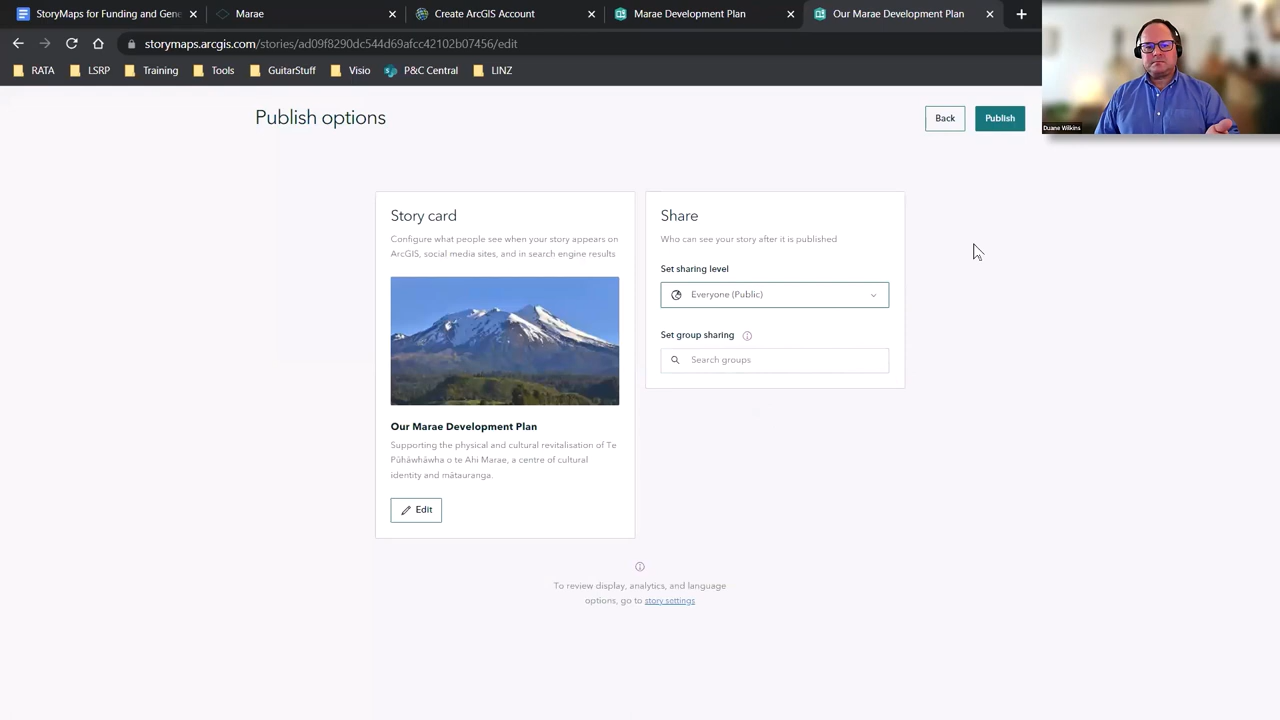 StoryMaps for Funding and Gene
Marae
Create ArcGIS Account
Marae Development Plan
Our Marae Development Plan
storymaps.arcgis.com/stories/ad09f8290dc544d69afcc42102b07456/edit
RATA
LSRP
Training
Tools
GuitarStuff
Visio
P&C Central
LINZ
Duane Wilkins
Publish options
Back
Publish
Story card
Configure what people see when your story appears on
ArcGIS, social media sites, and in search engine results
Our Marae Development Plan
Supporting the physical and cultural revitalisation of Te
Pūhāwhāwha o te Ahi Marae, a centre of cultural
identity and mātauranga.
Edit
Share
Who can see your story after it is published
Set sharing level
Everyone (Public)
Set group sharing
Search groups
To review display, analytics, and language
options, go to story settings